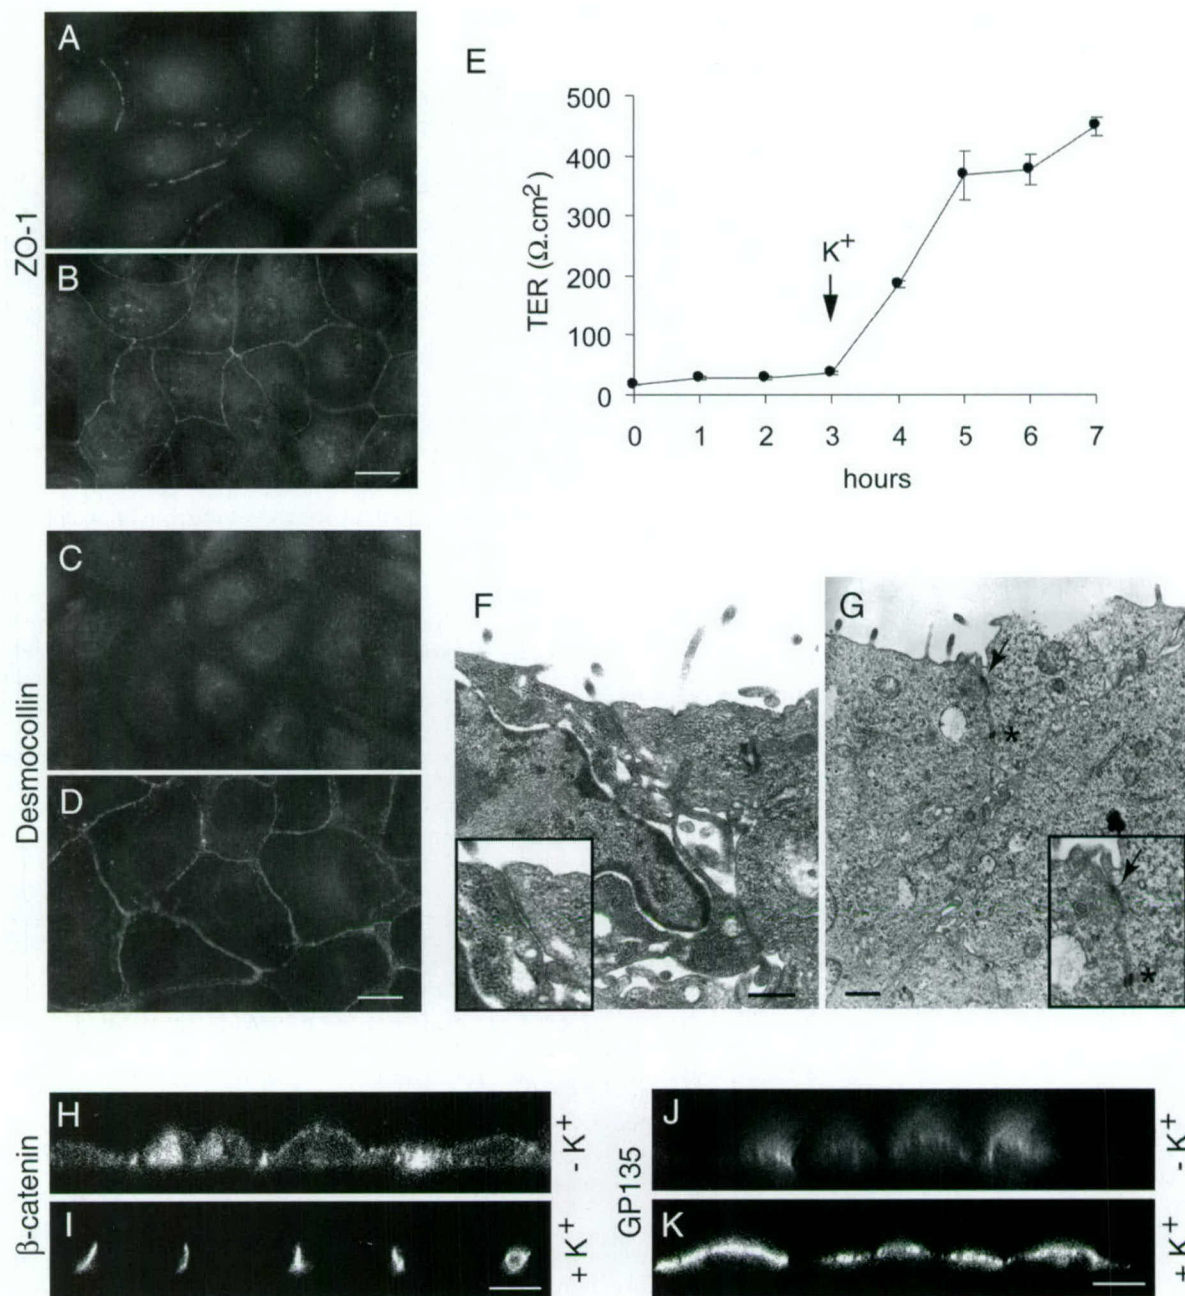 A
ZO-1
B
C
Desmocollin
D
E
TER (Ω.cm²)
500
400
300
200
100
0
K⁺
0 1 2 3 4 5 6 7
hours
F
G
*
*
β-catenin
H
- K⁺
I
+ K⁺
GP135
J
- K⁺
K
+ K⁺